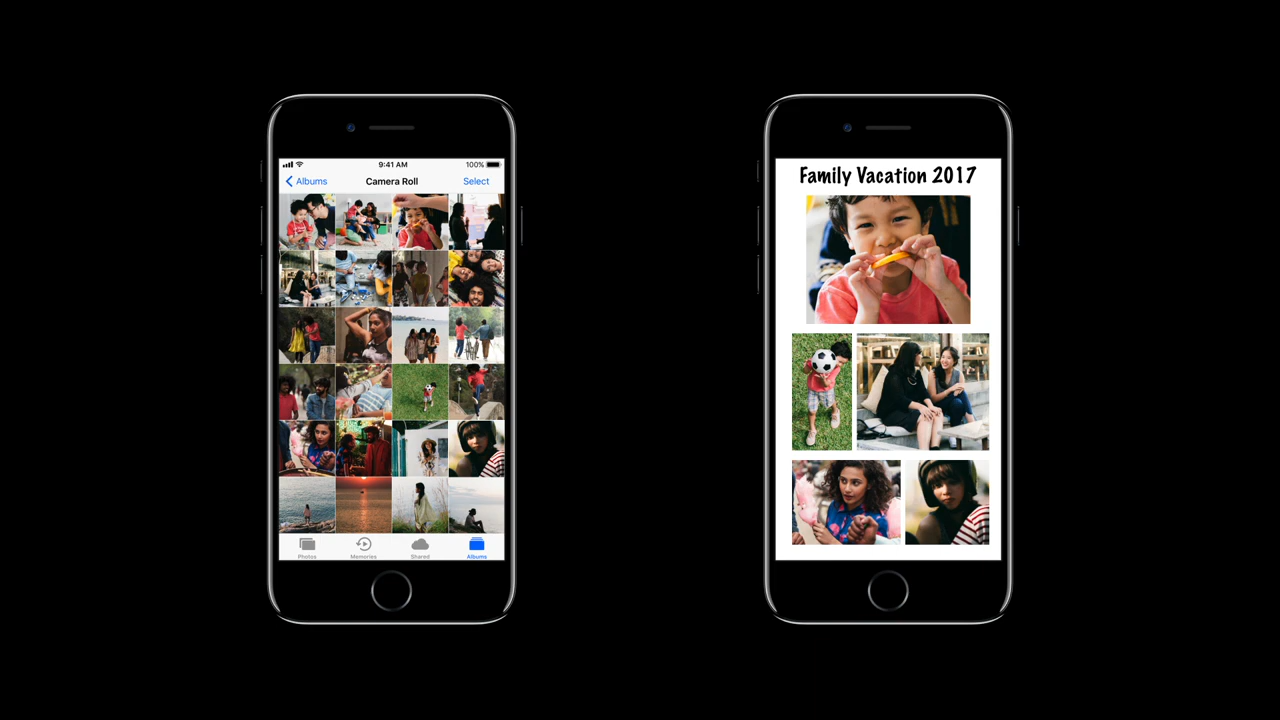 9:41 AM
100%
Albums
Camera Roll
Select
Photos
Memories
Shared
Albums
Family Vacation 2017